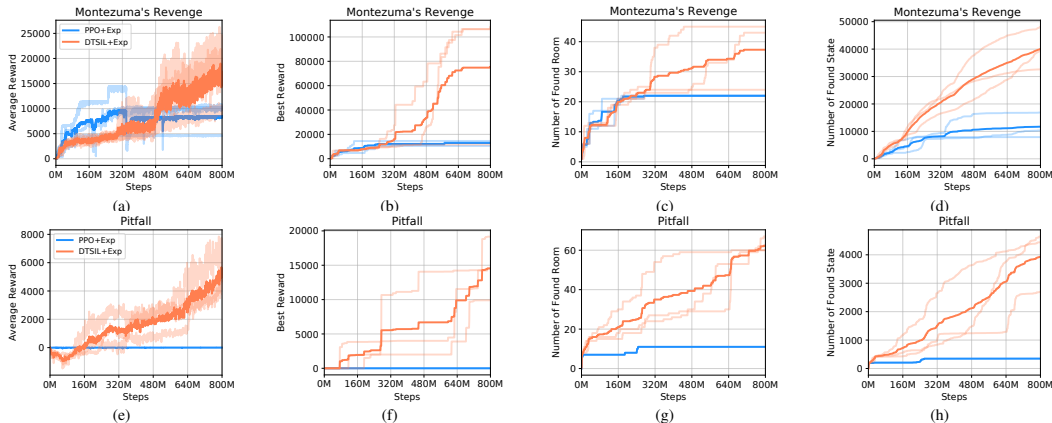 Montezuma's Revenge
PPO+Exp
DTSIL+Exp
Average Reward
25000
20000
15000
10000
5000
0
0M 160M 320M 480M 640M 800M
Steps
(a)
Montezuma's Revenge
Best Reward
100000
80000
60000
40000
20000
0
0M 160M 320M 480M 640M 800M
Steps
(b)
Montezuma's Revenge
Number of Found Room
40
30
20
10
0
0M 160M 320M 480M 640M 800M
Steps
(c)
Montezuma's Revenge
Number of Found State
50000
40000
30000
20000
10000
0
0M 160M 320M 480M 640M 800M
Steps
(d)
Pitfall
PPO+Exp
DTSIL+Exp
Average Reward
8000
6000
4000
2000
0
-2000
0M 160M 320M 480M 640M 800M
Steps
(e)
Pitfall
Best Reward
20000
15000
10000
5000
0
0M 160M 320M 480M 640M 800M
Steps
(f)
Pitfall
Number of Found Room
60
40
20
0
0M 160M 320M 480M 640M 800M
Steps
(g)
Pitfall
Number of Found State
4000
3000
2000
1000
0
0M 160M 320M 480M 640M 800M
Steps
(h)